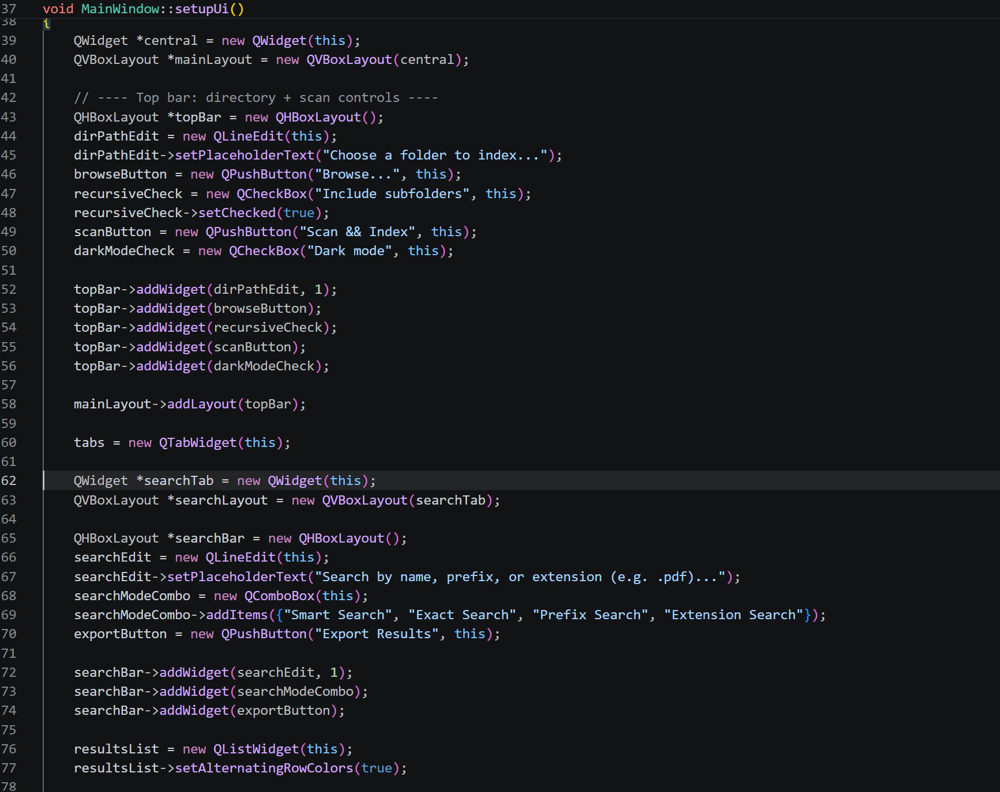 37 void MainWindow::setupUi()
38 {
39 QWidget *central = new QWidget(this);
40 QVBoxLayout *mainLayout = new QVBoxLayout(central);
41
42 // ---- Top bar: directory + scan controls ----
43 QHBoxLayout *topBar = new QHBoxLayout();
44 dirPathEdit = new QLineEdit(this);
45 dirPathEdit->setPlaceholderText("Choose a folder to index...");
46 browseButton = new QPushButton("Browse...", this);
47 recursiveCheck = new QCheckBox("Include subfolders", this);
48 recursiveCheck->setChecked(true);
49 scanButton = new QPushButton("Scan && Index", this);
50 darkModeCheck = new QCheckBox("Dark mode", this);
51
52 topBar->addWidget(dirPathEdit, 1);
53 topBar->addWidget(browseButton);
54 topBar->addWidget(recursiveCheck);
55 topBar->addWidget(scanButton);
56 topBar->addWidget(darkModeCheck);
57
58 mainLayout->addLayout(topBar);
59
60 tabs = new QTabWidget(this);
61
62 QWidget *searchTab = new QWidget(this);
63 QVBoxLayout *searchLayout = new QVBoxLayout(searchTab);
64
65 QHBoxLayout *searchBar = new QHBoxLayout();
66 searchEdit = new QLineEdit(this);
67 searchEdit->setPlaceholderText("Search by name, prefix, or extension (e.g. .pdf)...");
68 searchModeCombo = new QComboBox(this);
69 searchModeCombo->addItems({"Smart Search", "Exact Search", "Prefix Search", "Extension Search"});
70 exportButton = new QPushButton("Export Results", this);
71
72 searchBar->addWidget(searchEdit, 1);
73 searchBar->addWidget(searchModeCombo);
74 searchBar->addWidget(exportButton);
75
76 resultsList = new QListWidget(this);
77 resultsList->setAlternatingRowColors(true);
78